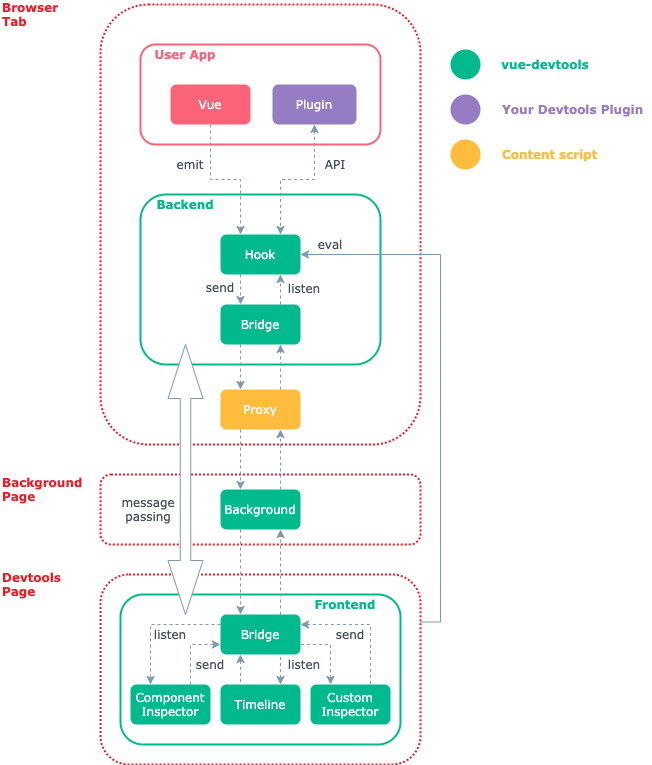 Browser
Tab
User App
Vue
Plugin
vue-devtools
Your Devtools Plugin
Content script
emit
API
Backend
Hook
eval
send
listen
Bridge
Proxy
Background
Page
message
passing
Background
Devtools
Page
Frontend
Bridge
listen
send
send
listen
Component
Inspector
Timeline
Custom
Inspector